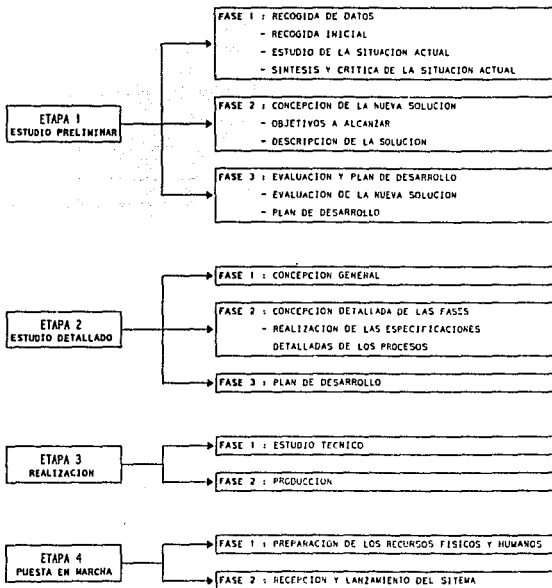 FASE 1 : RECOGIDA DE DATOS
- RECOGIDA INICIAL
- ESTUDIO DE LA SITUACION ACTUAL
- SINTESIS Y CRITICA DE LA SITUACION ACTUAL
ETAPA 1
ESTUDIO PRELIMINAR
FASE 2 : CONCEPCION DE LA NUEVA SOLUCION
- OBJETIVOS A ALCANZAR
- DESCRIPCION DE LA SOLUCION
FASE 3 : EVALUACION Y PLAN DE DESARROLLO
- EVALUACION DE LA NUEVA SOLUCION
- PLAN DE DESARROLLO
FASE 1 : CONCEPCION GENERAL
ETAPA 2
ESTUDIO DETALLADO
FASE 2 : CONCEPCION DETALLADA DE LAS FASES
- REALIZACION DE LAS ESPECIFICACIONES
DETALLADAS DE LOS PROCESOS
FASE 3 : PLAN DE DESARROLLO
ETAPA 3
REALIZACION
FASE 1 : ESTUDIO TECNICO
FASE 2 : PRODUCCION
ETAPA 4
PUESTA EN MARCHA
FASE 1 : PREPARACION DE LOS RECURSOS FISICOS Y HUMANOS
FASE 2 : RECEPCION Y LANZAMIENTO DEL SITEMA